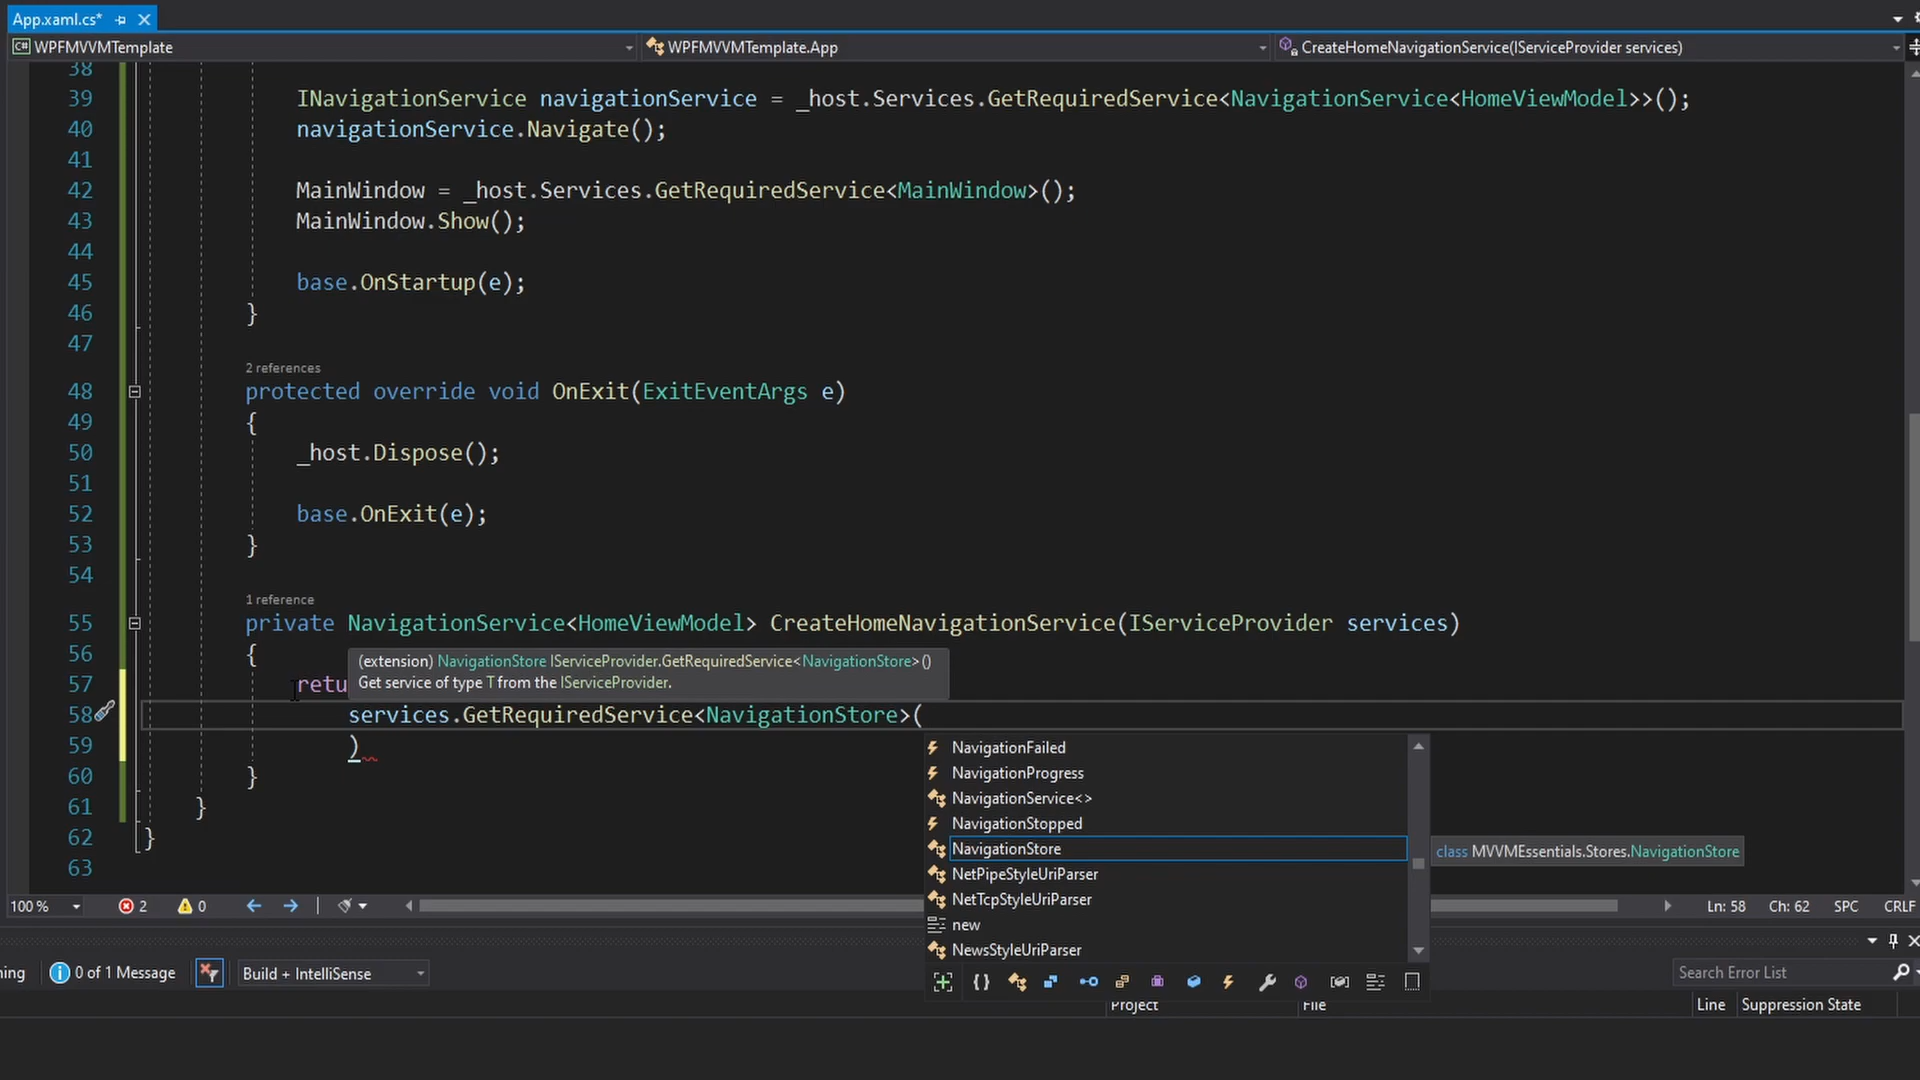 App.xaml.cs*
C# WPFMVVMTemplate
WPFMVVMTemplate.App
CreateHomeNavigationService(IServiceProvider services)
38
39 INavigationService navigationService = _host.Services.GetRequiredService<NavigationService<HomeViewModel>>();
40 navigationService.Navigate();
41
42 MainWindow = _host.Services.GetRequiredService<MainWindow>();
43 MainWindow.Show();
44
45 base.OnStartup(e);
46 }
47
2 references
48 protected override void OnExit(ExitEventArgs e)
49 {
50 _host.Dispose();
51
52 base.OnExit(e);
53 }
54
1 reference
55 private NavigationService<HomeViewModel> CreateHomeNavigationService(IServiceProvider services)
56 {
(extension) NavigationStore IServiceProvider.GetRequiredService<NavigationStore>()
Get service of type T from the IServiceProvider.
57 retu
58 services.GetRequiredService<NavigationStore>(
59 )
60 }
61 }
62 }
63
NavigationFailed
NavigationProgress
NavigationService<>
NavigationStopped
NavigationStore
class MVVMEssentials.Stores.NavigationStore
NetPipeStyleUriParser
NetTcpStyleUriParser
new
NewsStyleUriParser
100 % 2 0 Ln: 58 Ch: 62 SPC CRLF
ning 0 of 1 Message Build + IntelliSense Search Error List
Project File Line Suppression State